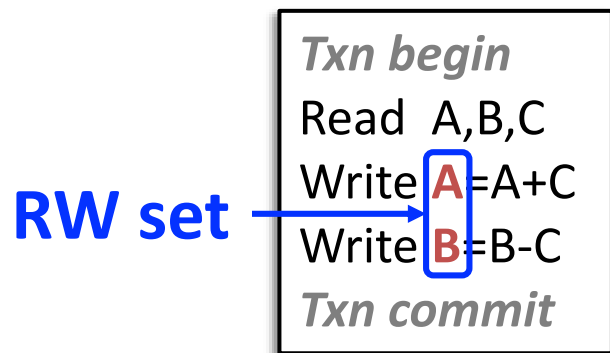 Txn begin
Read A,B,C
Write A=A+C
RW set
Write B=B-C
Txn commit